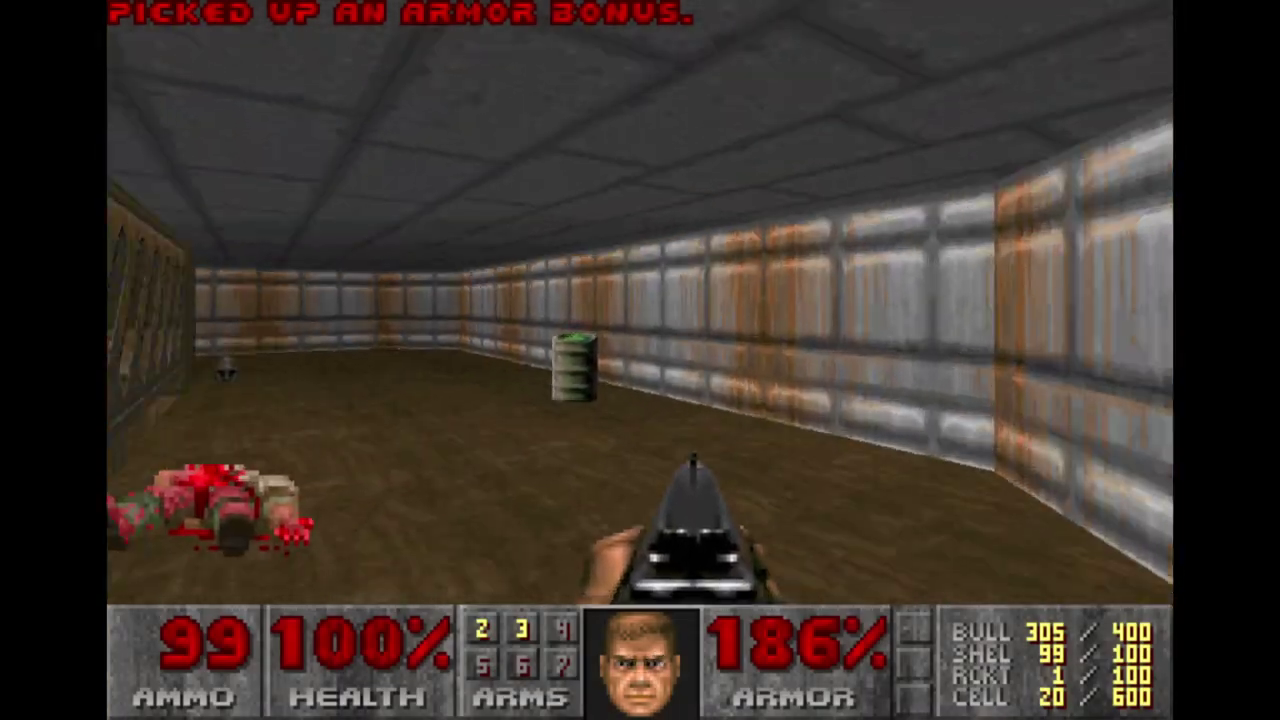 PICKED UP AN ARMOR BONUS.
99 100% 2 3 4 186% BULL 305 / 400
SHEL 99 / 100
5 6 7 RCKT 1 / 100
AMMO HEALTH ARMS ARMOR CELL 20 / 600